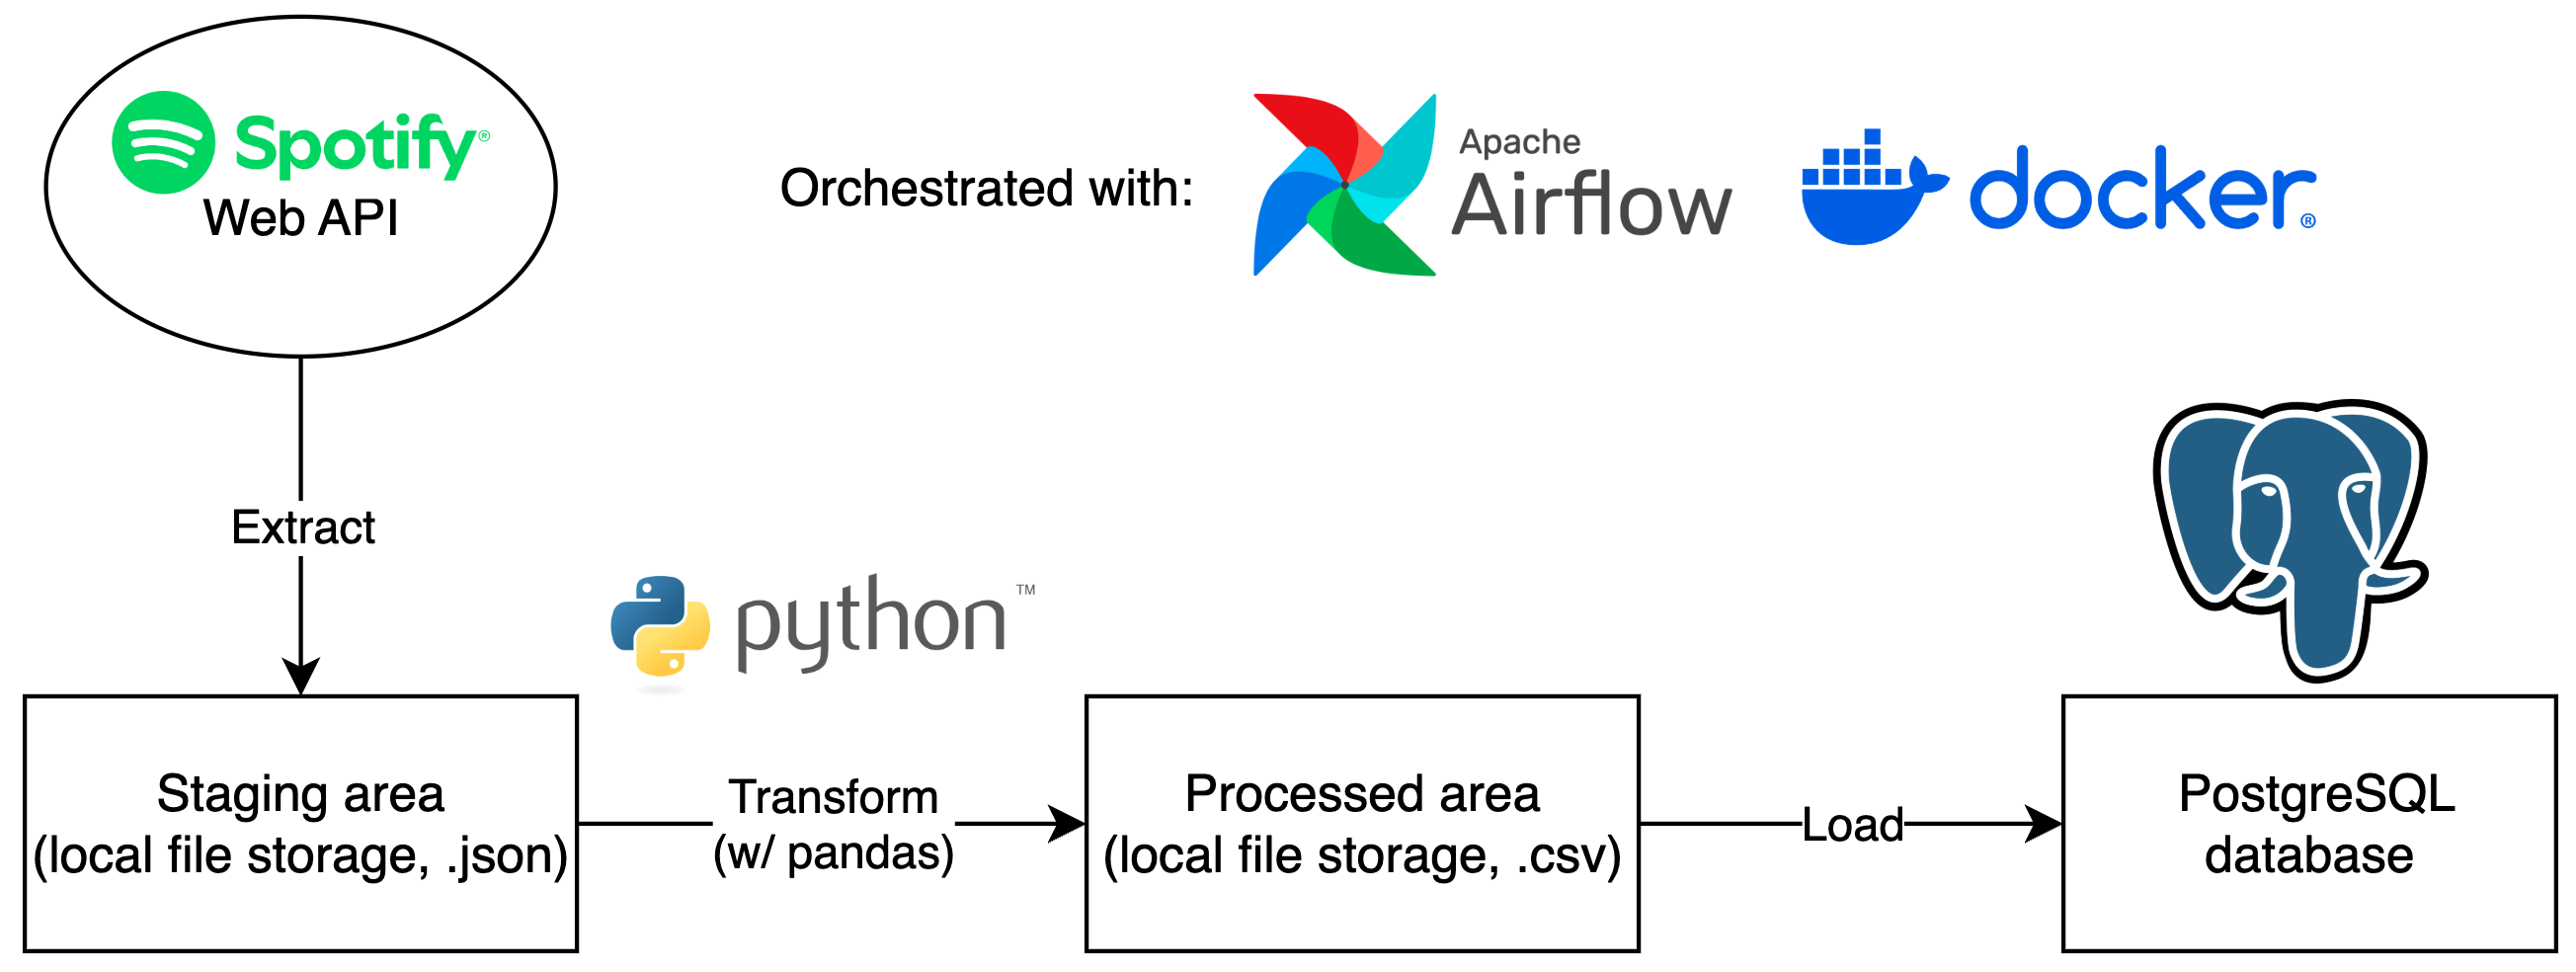 Spotify®
Web API
Orchestrated with:
Apache
Airflow
docker®
Extract
python™
Staging area
(local file storage, .json)
Transform
(w/ pandas)
Processed area
(local file storage, .csv)
Load
PostgreSQL
database